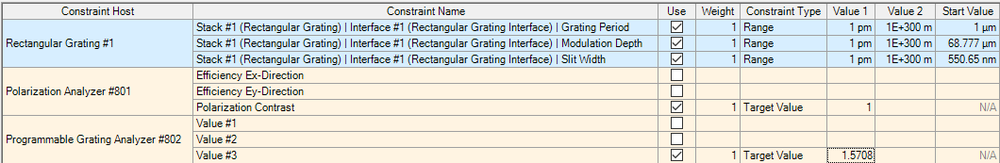 Constraint Host Constraint Name Use Weight Constraint Type Value 1 Value 2 Start Value
Rectangular Grating #1
Stack #1 (Rectangular Grating) | Interface #1 (Rectangular Grating Interface) | Grating Period 1 Range 1 pm 1E+300 m 1 µm
Stack #1 (Rectangular Grating) | Interface #1 (Rectangular Grating Interface) | Modulation Depth 1 Range 1 pm 1E+300 m 68.777 µm
Stack #1 (Rectangular Grating) | Interface #1 (Rectangular Grating Interface) | Slit Width 1 Range 1 pm 1E+300 m 550.65 nm
Polarization Analyzer #801
Efficiency Ex-Direction
Efficiency Ey-Direction
Polarization Contrast 1 Target Value 1 N/A
Programmable Grating Analyzer #802
Value #1
Value #2
Value #3 1 Target Value 1.5708 N/A